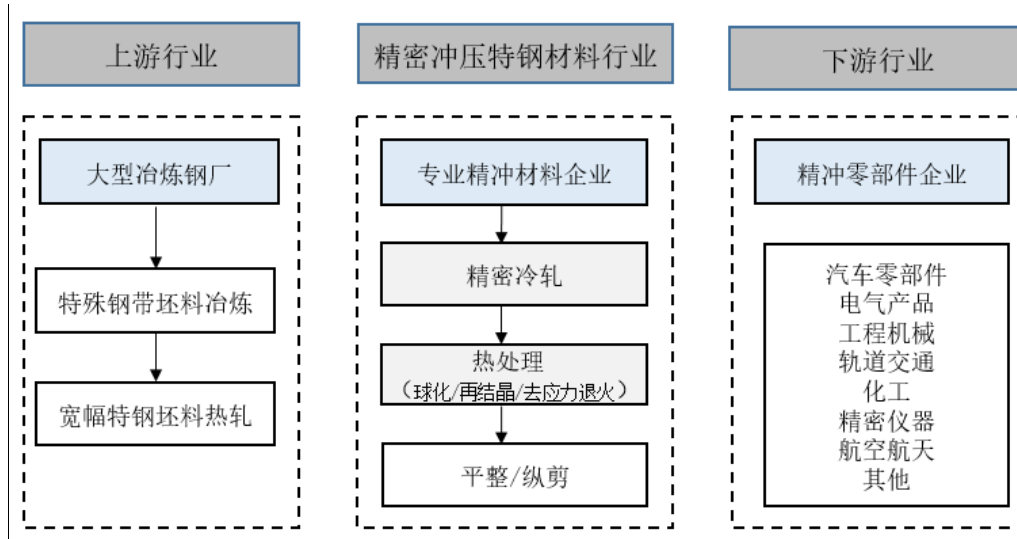 上游行业
精密冲压特钢材料行业
下游行业
大型冶炼钢厂
特殊钢带坯料冶炼
宽幅特钢坯料热轧
专业精冲材料企业
精密冷轧
热处理
（球化/再结晶/去应力退火）
平整/纵剪
精冲零部件企业
汽车零部件
电气产品
工程机械
轨道交通
化工
精密仪器
航空航天
其他